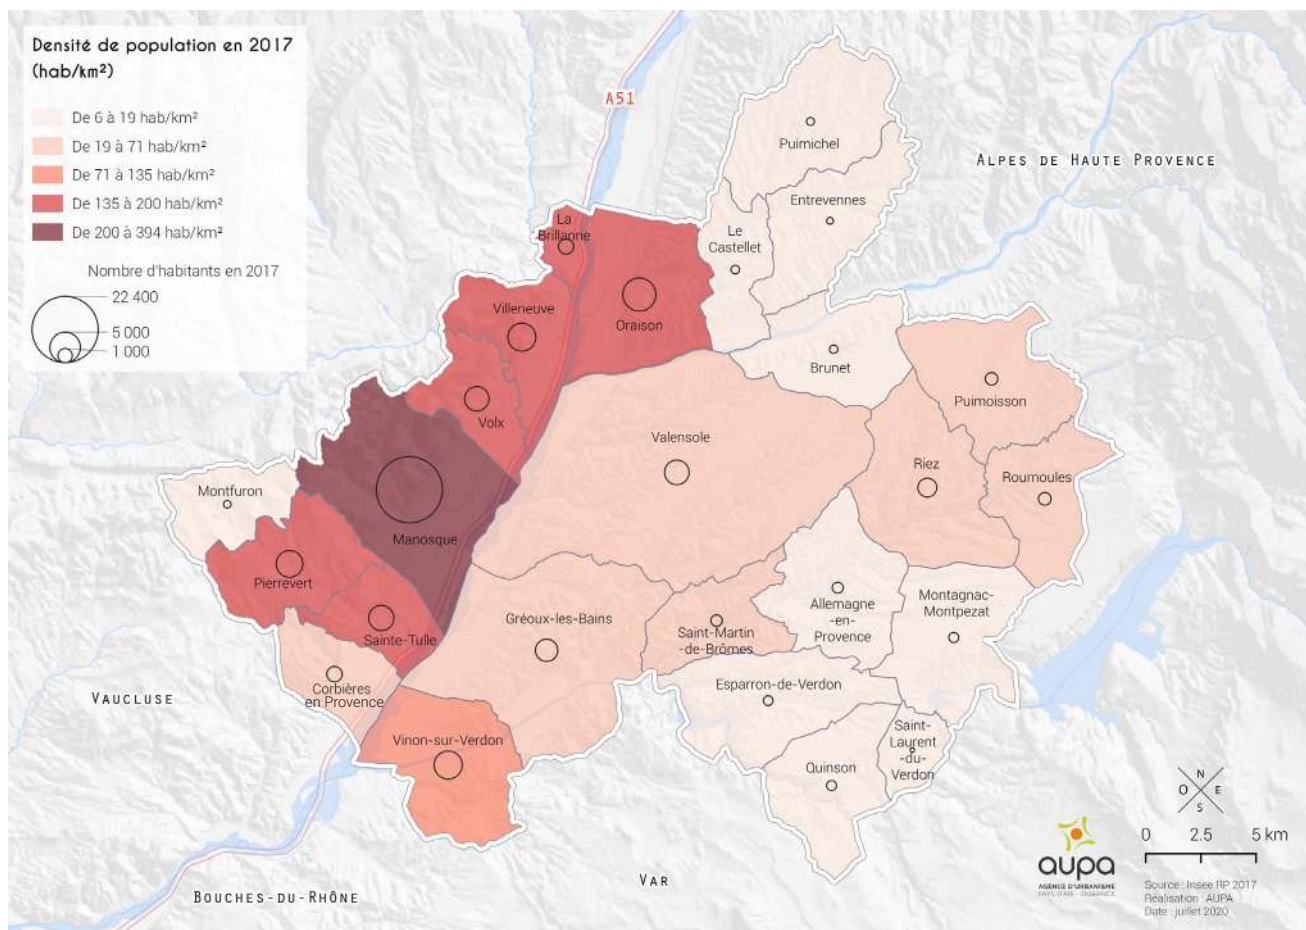 Densité de population en 2017
(hab/km²)
De 6 à 19 hab/km²
De 19 à 71 hab/km²
De 71 à 135 hab/km²
De 135 à 200 hab/km²
De 200 à 394 hab/km²
Nombre d'habitants en 2017
22 400
5 000
1 000
A51
ALPES DE HAUTE PROVENCE
Puimichel
Entrevennes
Le
Castellet
La
Brillanne
Oraison
Villeneuve
Brunet
Puimoisson
Volx
Valensole
Riez
Roumoules
Montfuron
Manosque
Pierrevert
Sainte-Tulle
Gréoux-les-Bains
Saint-Martin
-de-Brômes
Allemagne
-en-
Provence
Montagnac-
Montpezat
Corbières
en Provence
Esparron-de-Verdon
Vinon-sur-Verdon
Quinson
Saint-
Laurent
-du-
Verdon
VAUCLUSE
BOUCHES-DU-RHÔNE
VAR
N
O E
S
0 2.5 5 km
aupa
AGENCE D'URBANISME
PAYS D'AIX - DURANCE
Source : Insee RP 2017
Réalisation : AUPA
Date : juillet 2020